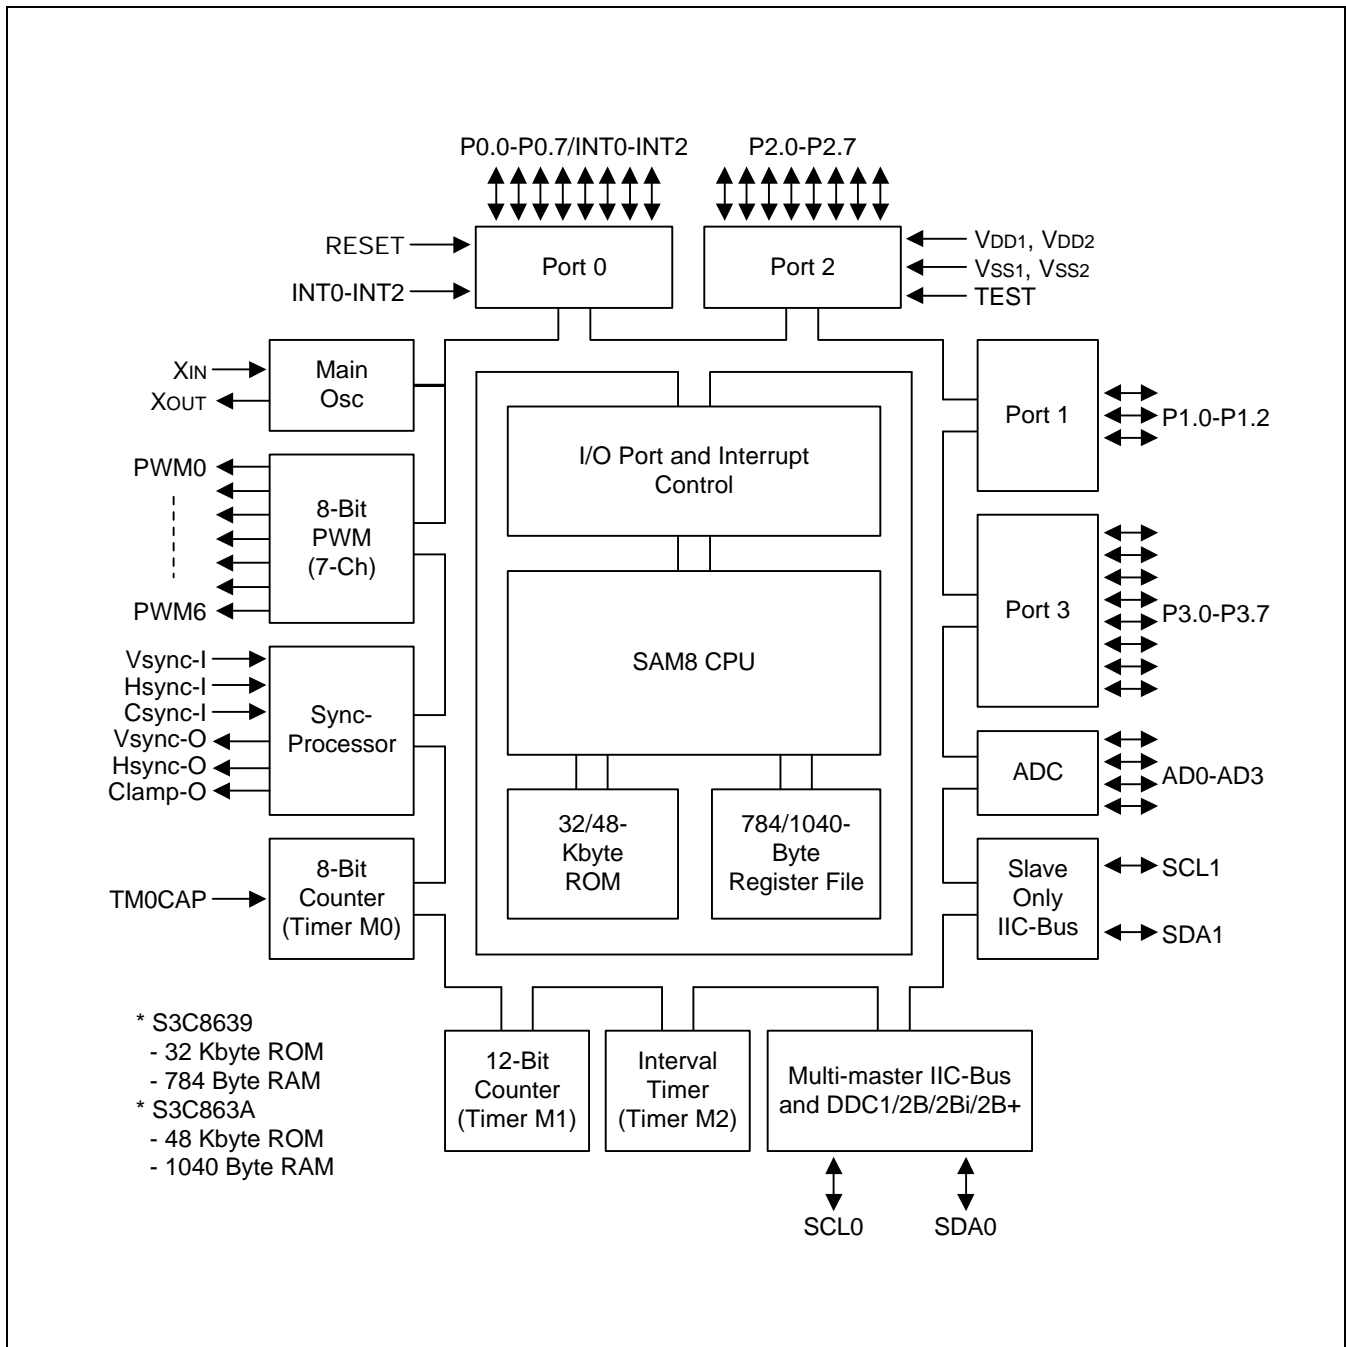 P0.0-P0.7/INT0-INT2
P2.0-P2.7
RESET
INT0-INT2
Port 0
Port 2
VDD1, VDD2
VSS1, VSS2
TEST
XIN
XOUT
Main
Osc
Port 1
P1.0-P1.2
I/O Port and Interrupt
Control
PWM0
PWM6
8-Bit
PWM
(7-Ch)
Port 3
P3.0-P3.7
SAM8 CPU
Vsync-I
Hsync-I
Csync-I
Vsync-O
Hsync-O
Clamp-O
Sync-
Processor
ADC
AD0-AD3
32/48-
Kbyte
ROM
784/1040-
Byte
Register File
TM0CAP
8-Bit
Counter
(Timer M0)
Slave
Only
IIC-Bus
SCL1
SDA1
* S3C8639
- 32 Kbyte ROM
- 784 Byte RAM
* S3C863A
- 48 Kbyte ROM
- 1040 Byte RAM
12-Bit
Counter
(Timer M1)
Interval
Timer
(Timer M2)
Multi-master IIC-Bus
and DDC1/2B/2Bi/2B+
SCL0
SDA0